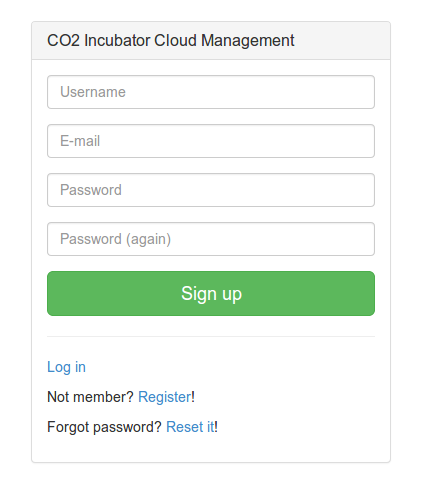 CO2 Incubator Cloud Management
Username
E-mail
Password
Password (again)
Sign up
Log in
Not member? Register!
Forgot password? Reset it!